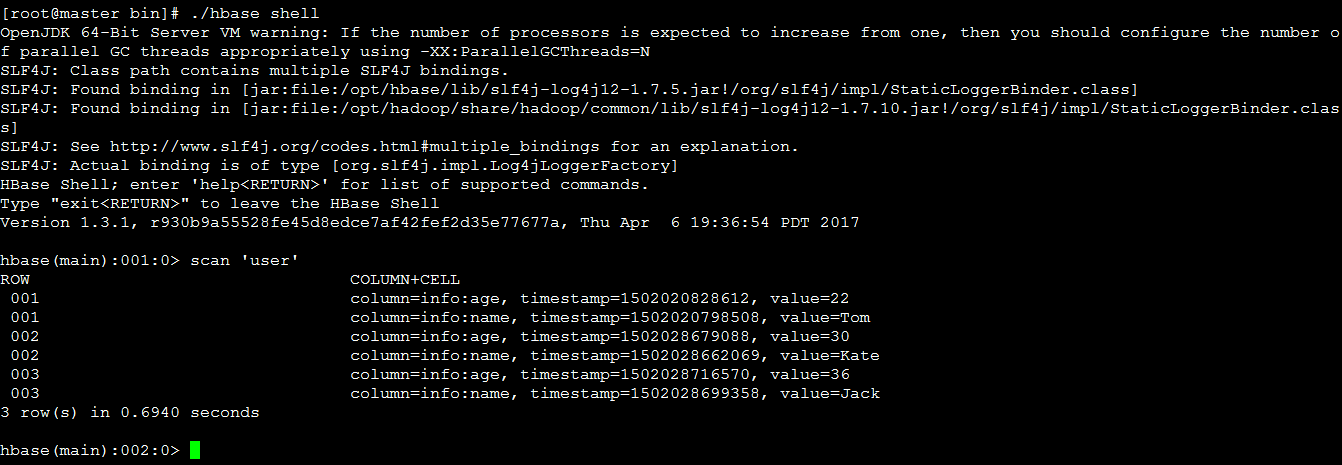 [root@master bin]# ./hbase shell
OpenJDK 64-Bit Server VM warning: If the number of processors is expected to increase from one, then you should configure the number o
f parallel GC threads appropriately using -XX:ParallelGCThreads=N
SLF4J: Class path contains multiple SLF4J bindings.
SLF4J: Found binding in [jar:file:/opt/hbase/lib/slf4j-log4j12-1.7.5.jar!/org/slf4j/impl/StaticLoggerBinder.class]
SLF4J: Found binding in [jar:file:/opt/hadoop/share/hadoop/common/lib/slf4j-log4j12-1.7.10.jar!/org/slf4j/impl/StaticLoggerBinder.clas
s]
SLF4J: See http://www.slf4j.org/codes.html#multiple_bindings for an explanation.
SLF4J: Actual binding is of type [org.slf4j.impl.Log4jLoggerFactory]
HBase Shell; enter 'help<RETURN>' for list of supported commands.
Type "exit<RETURN>" to leave the HBase Shell
Version 1.3.1, r930b9a55528fe45d8edce7af42fef2d35e77677a, Thu Apr  6 19:36:54 PDT 2017

hbase(main):001:0> scan 'user'
ROW                                COLUMN+CELL
 001                               column=info:age, timestamp=1502020828612, value=22
 001                               column=info:name, timestamp=1502020798508, value=Tom
 002                               column=info:age, timestamp=1502028679088, value=30
 002                               column=info:name, timestamp=1502028662069, value=Kate
 003                               column=info:age, timestamp=1502028716570, value=36
 003                               column=info:name, timestamp=1502028699358, value=Jack
3 row(s) in 0.6940 seconds

hbase(main):002:0>